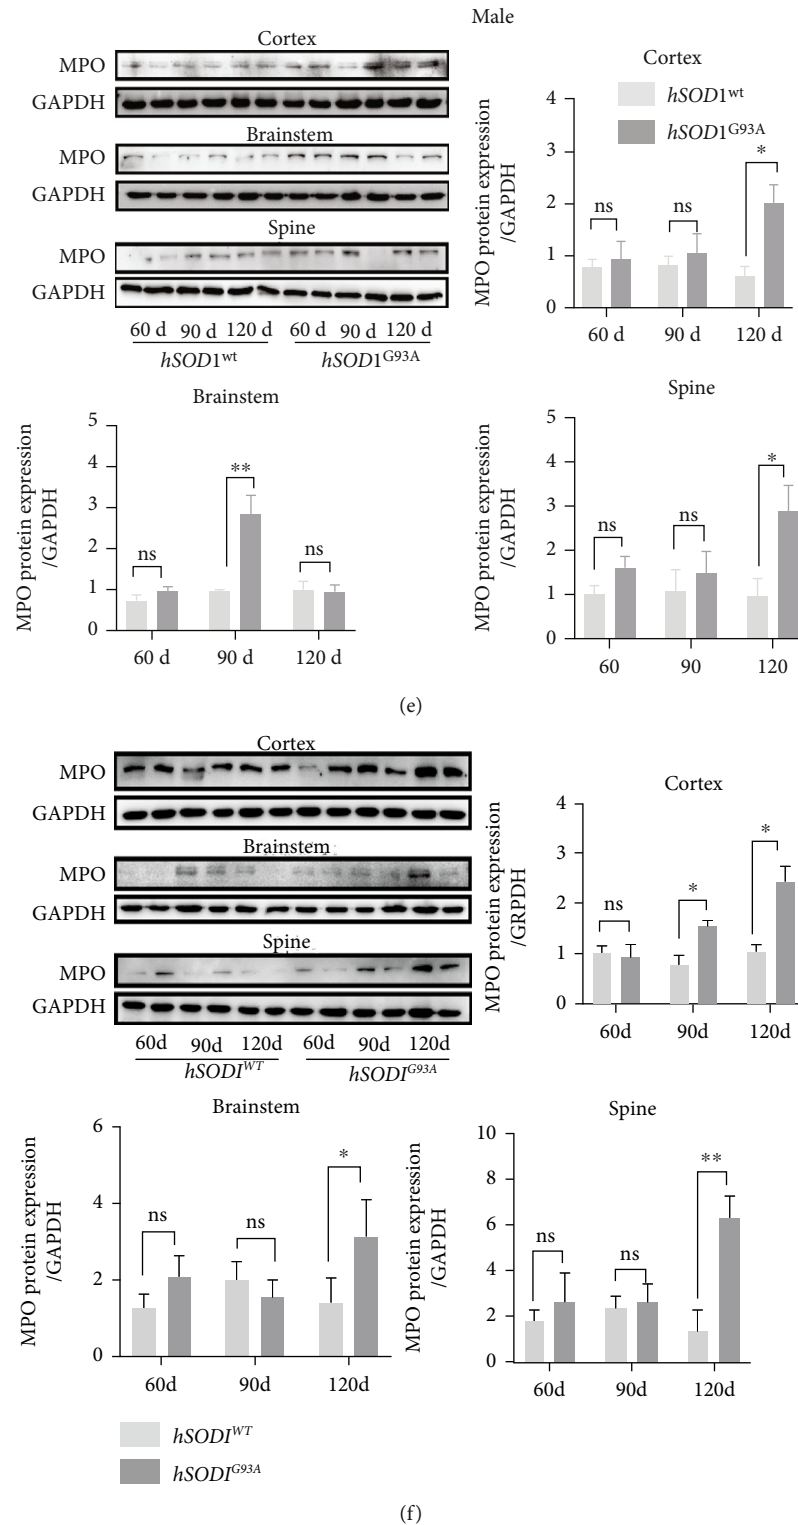 Male
Cortex
MPO
GAPDH
Brainstem
MPO
GAPDH
Spine
MPO
GAPDH
60 d 90 d 120 d 60 d 90 d 120 d
hSOD1wt hSOD1G93A
Cortex
hSOD1wt
hSOD1G93A
MPO protein expression
/GAPDH
4
3
2
1
0
ns
ns
*
60 d 90 d 120 d
Brainstem
MPO protein expression
/GAPDH
5
4
3
2
1
0
ns
**
ns
60 d 90 d 120 d
Spine
MPO protein expression
/GAPDH
5
4
3
2
1
0
ns
ns
*
60 90 120
(e)
Cortex
MPO
GAPDH
Brainstem
MPO
GAPDH
Spine
MPO
GAPDH
60d 90d 120d 60d 90d 120d
hSODIWT hSODIG93A
Cortex
MPO protein expression
/GRPDH
4
3
2
1
0
ns
*
*
60d 90d 120d
Brainstem
MPO protein expression
/GAPDH
6
4
2
0
ns
ns
*
60d 90d 120d
Spine
MPO protein expression
/GAPDH
10
8
6
4
2
0
ns
ns
**
60d 90d 120d
hSODIWT
hSODIG93A
(f)